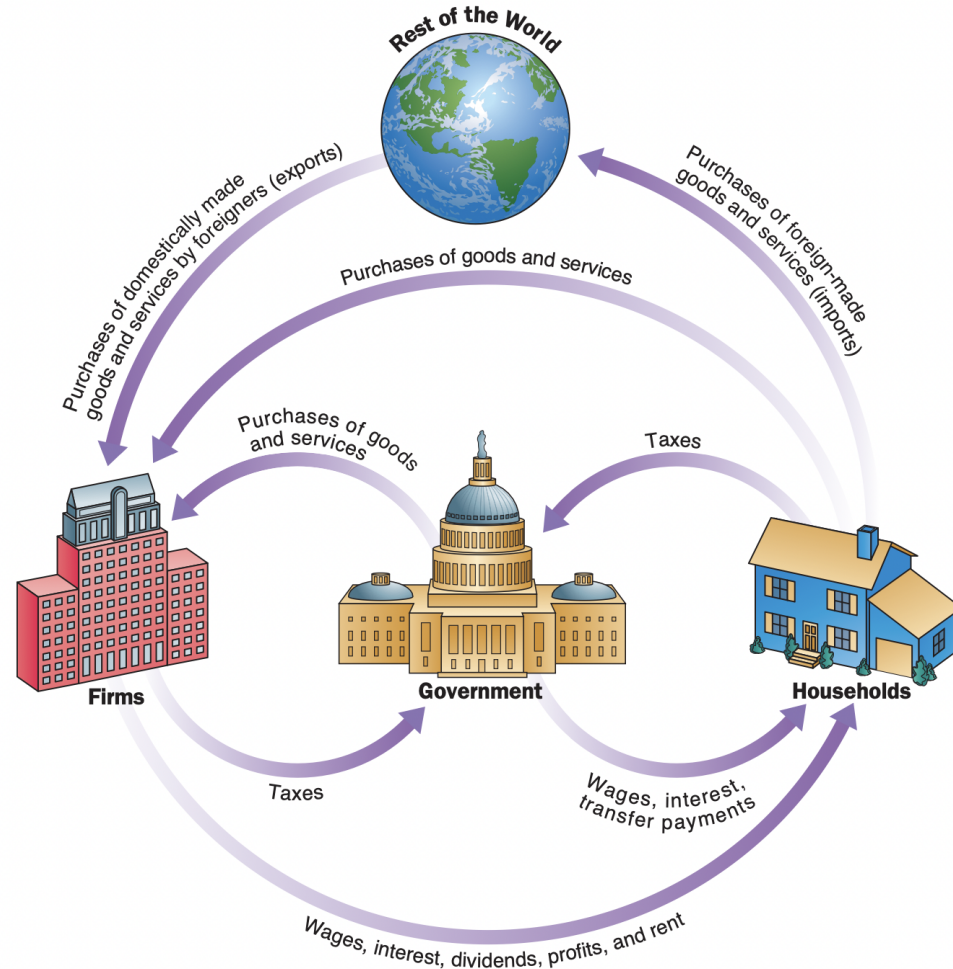 Rest of the World
Purchases of domestically made
goods and services by foreigners (exports)
Purchases of foreign-made
goods and services (imports)
Purchases of goods and services
Purchases of goods
and services
Taxes
Firms
Government
Households
Taxes
Wages, interest,
transfer payments
Wages, interest, dividends, profits, and rent